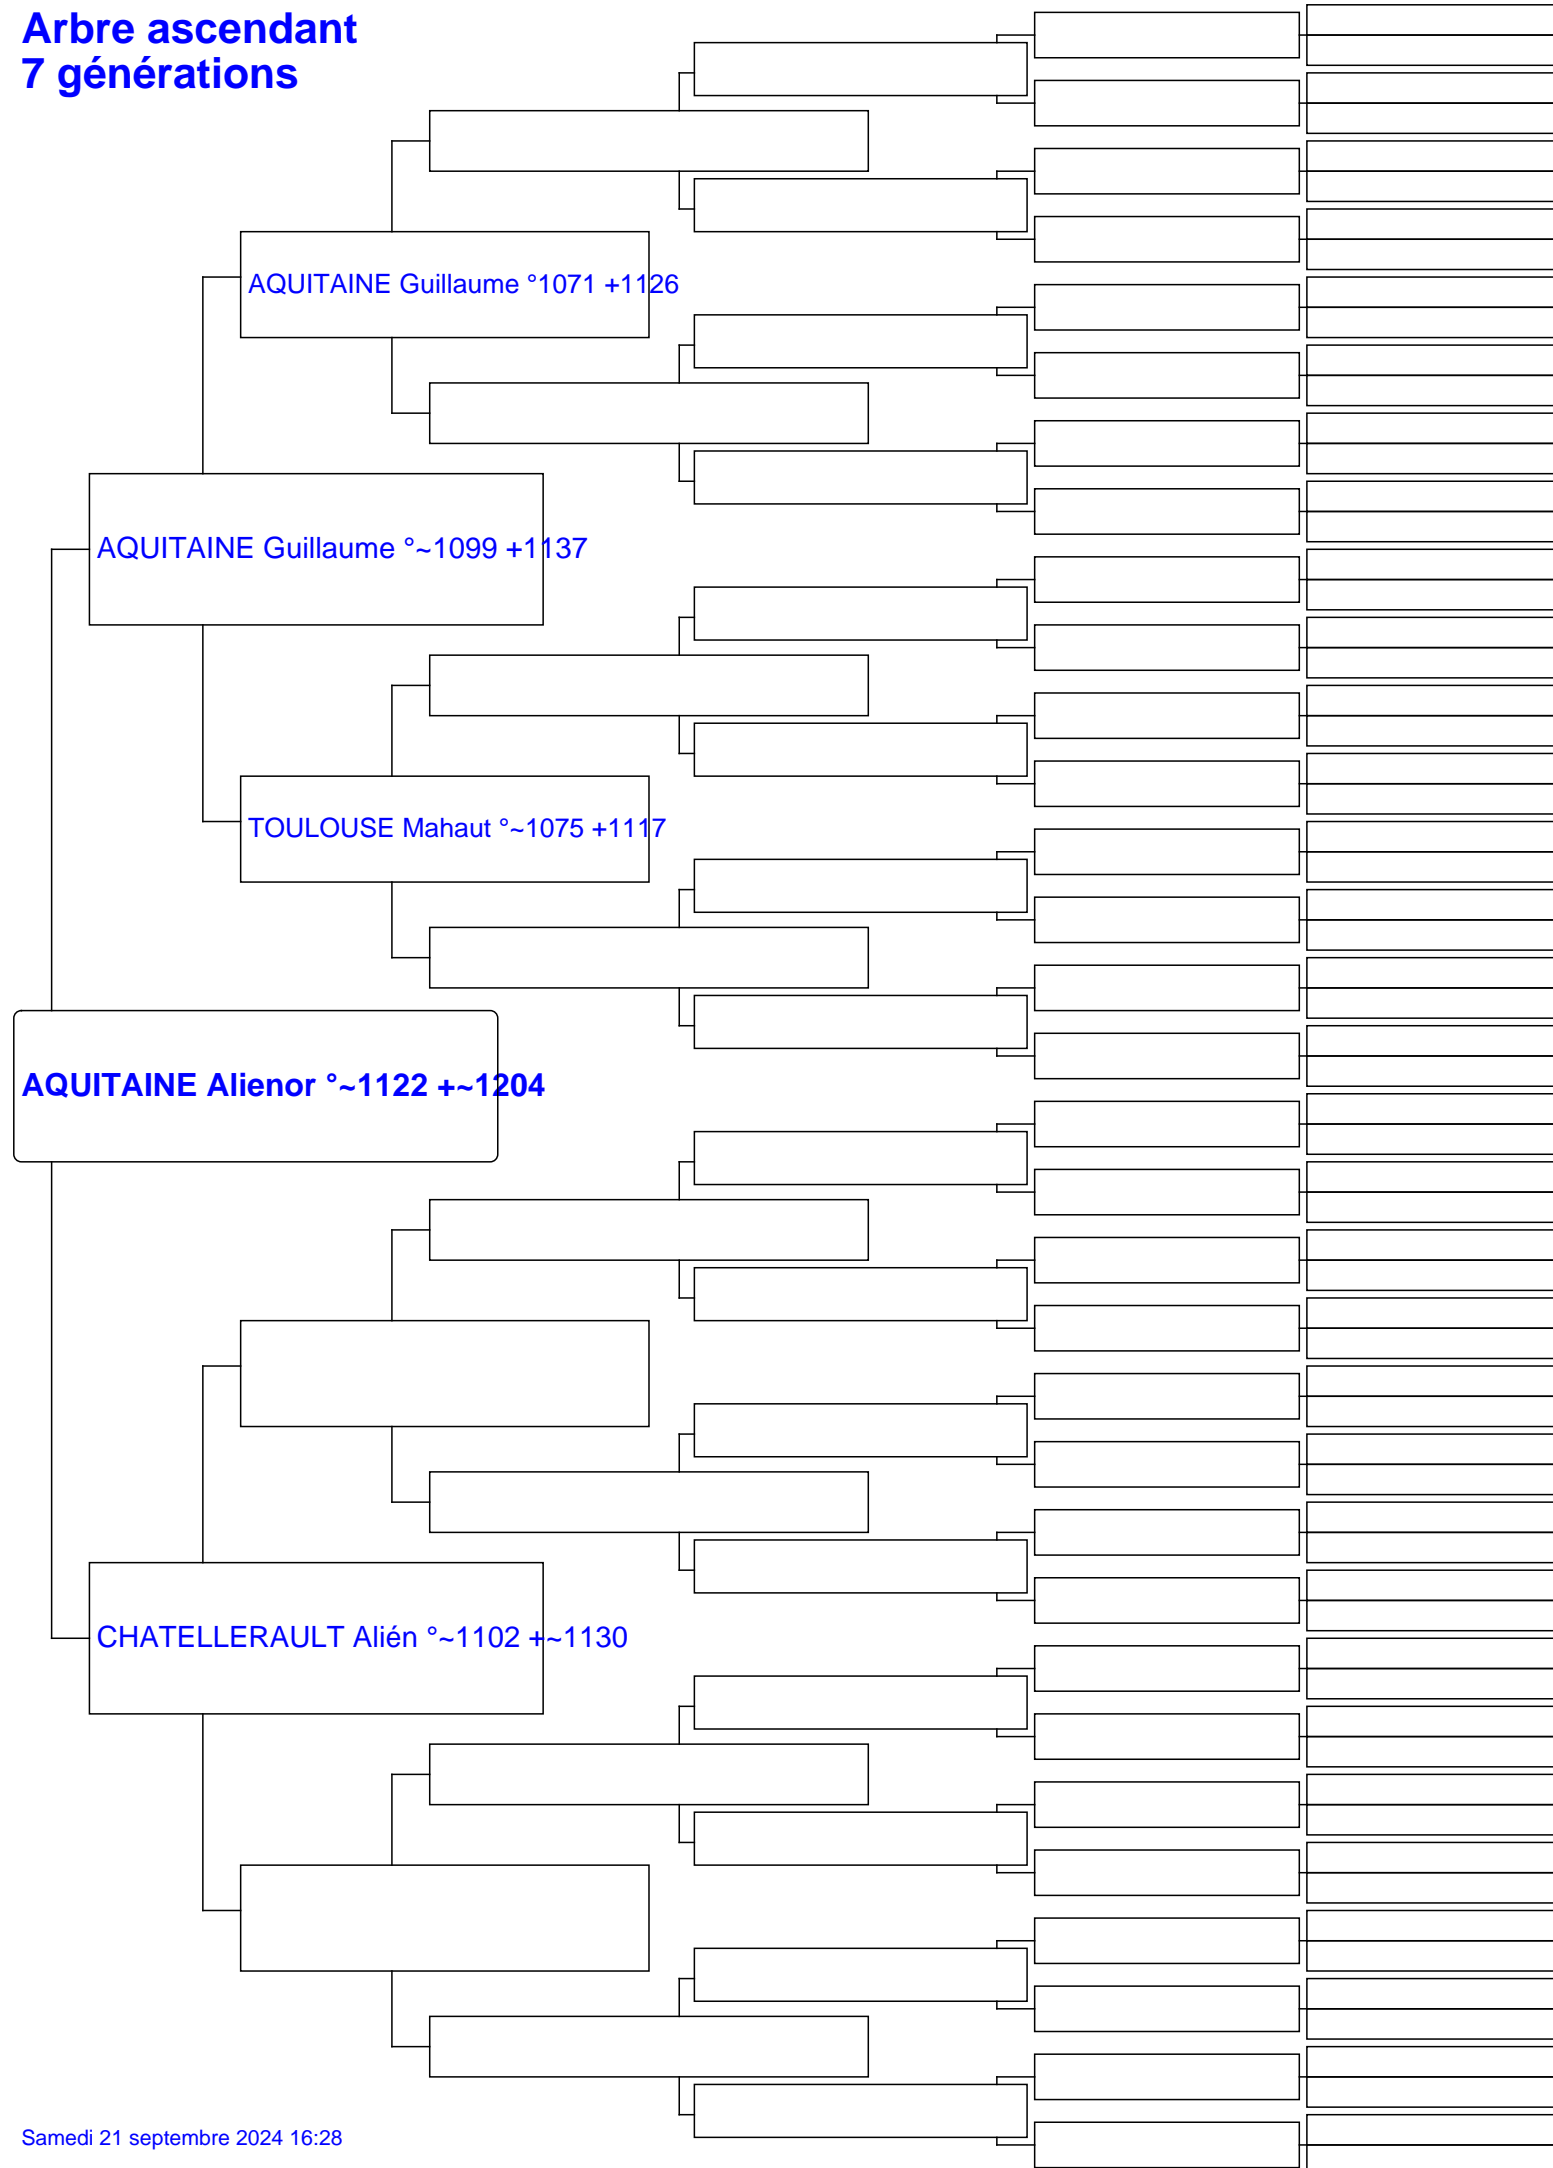 Arbre ascendant
7 générations
AQUITAINE Guillaume °1071 +1126
AQUITAINE Guillaume °~1099 +1137
TOULOUSE Mahaut °~1075 +1117
AQUITAINE Alienor °~1122 +~1204
CHATELLERAULT Alién °~1102 +~1130
Samedi 21 septembre 2024 16:28